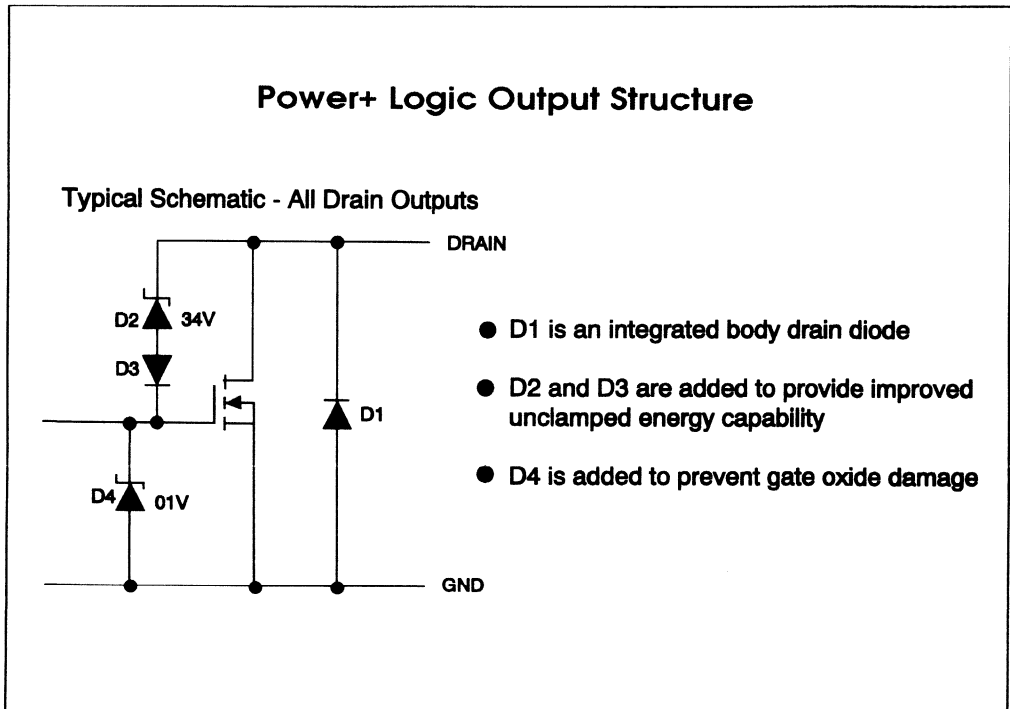 Power+ Logic Output Structure
Typical Schematic - All Drain Outputs
DRAIN
D2 34V
D3
D1
D4 01V
GND
● D1 is an integrated body drain diode
● D2 and D3 are added to provide improved
unclamped energy capability
● D4 is added to prevent gate oxide damage